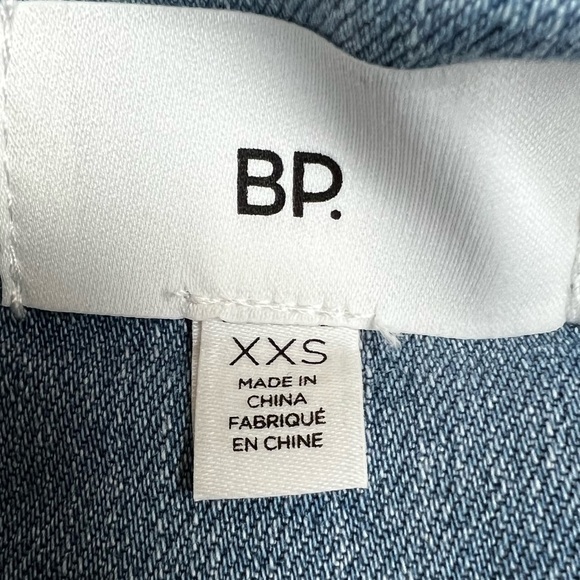 BP.
XXS
MADE IN
CHINA
FABRIQUÉ
EN CHINE